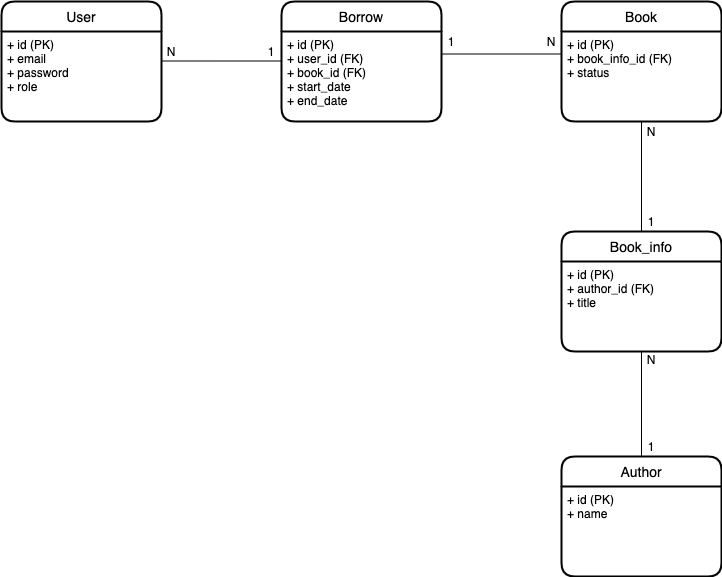 User
+ id (PK)
+ email
+ password
+ role
N
1
Borrow
+ id (PK)
+ user_id (FK)
+ book_id (FK)
+ start_date
+ end_date
1
N
Book
+ id (PK)
+ book_info_id (FK)
+ status
N
1
Book_info
+ id (PK)
+ author_id (FK)
+ title
N
1
Author
+ id (PK)
+ name